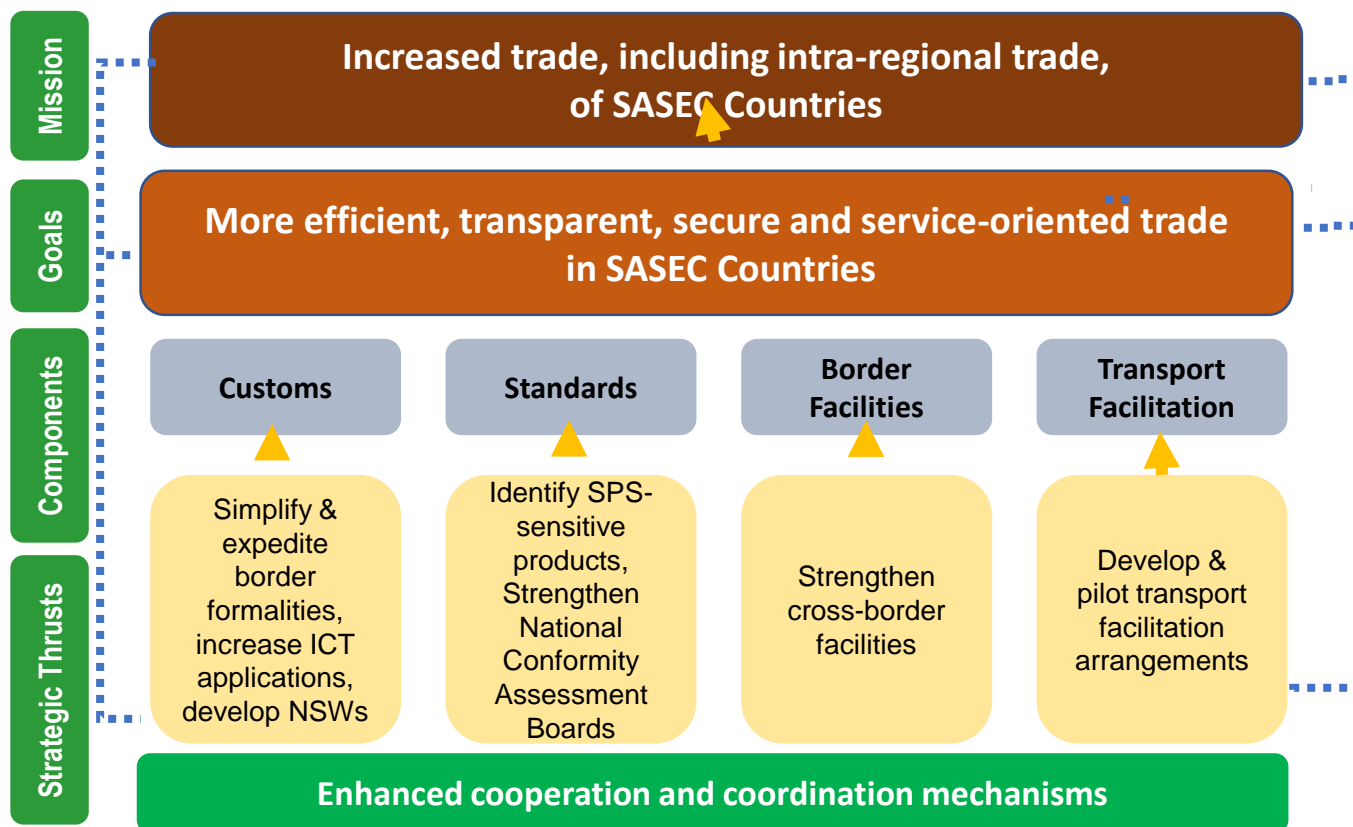 Mission
Increased trade, including intra-regional trade,
of SASEC Countries
Goals
More efficient, transparent, secure and service-oriented trade
in SASEC Countries
Components
Customs
Standards
Border
Facilities
Transport
Facilitation
Strategic Thrusts
Simplify &
expedite
border
formalities,
increase ICT
applications,
develop NSWs
Identify SPS-
sensitive
products,
Strengthen
National
Conformity
Assessment
Boards
Strengthen
cross-border
facilities
Develop &
pilot transport
facilitation
arrangements
Enhanced cooperation and coordination mechanisms